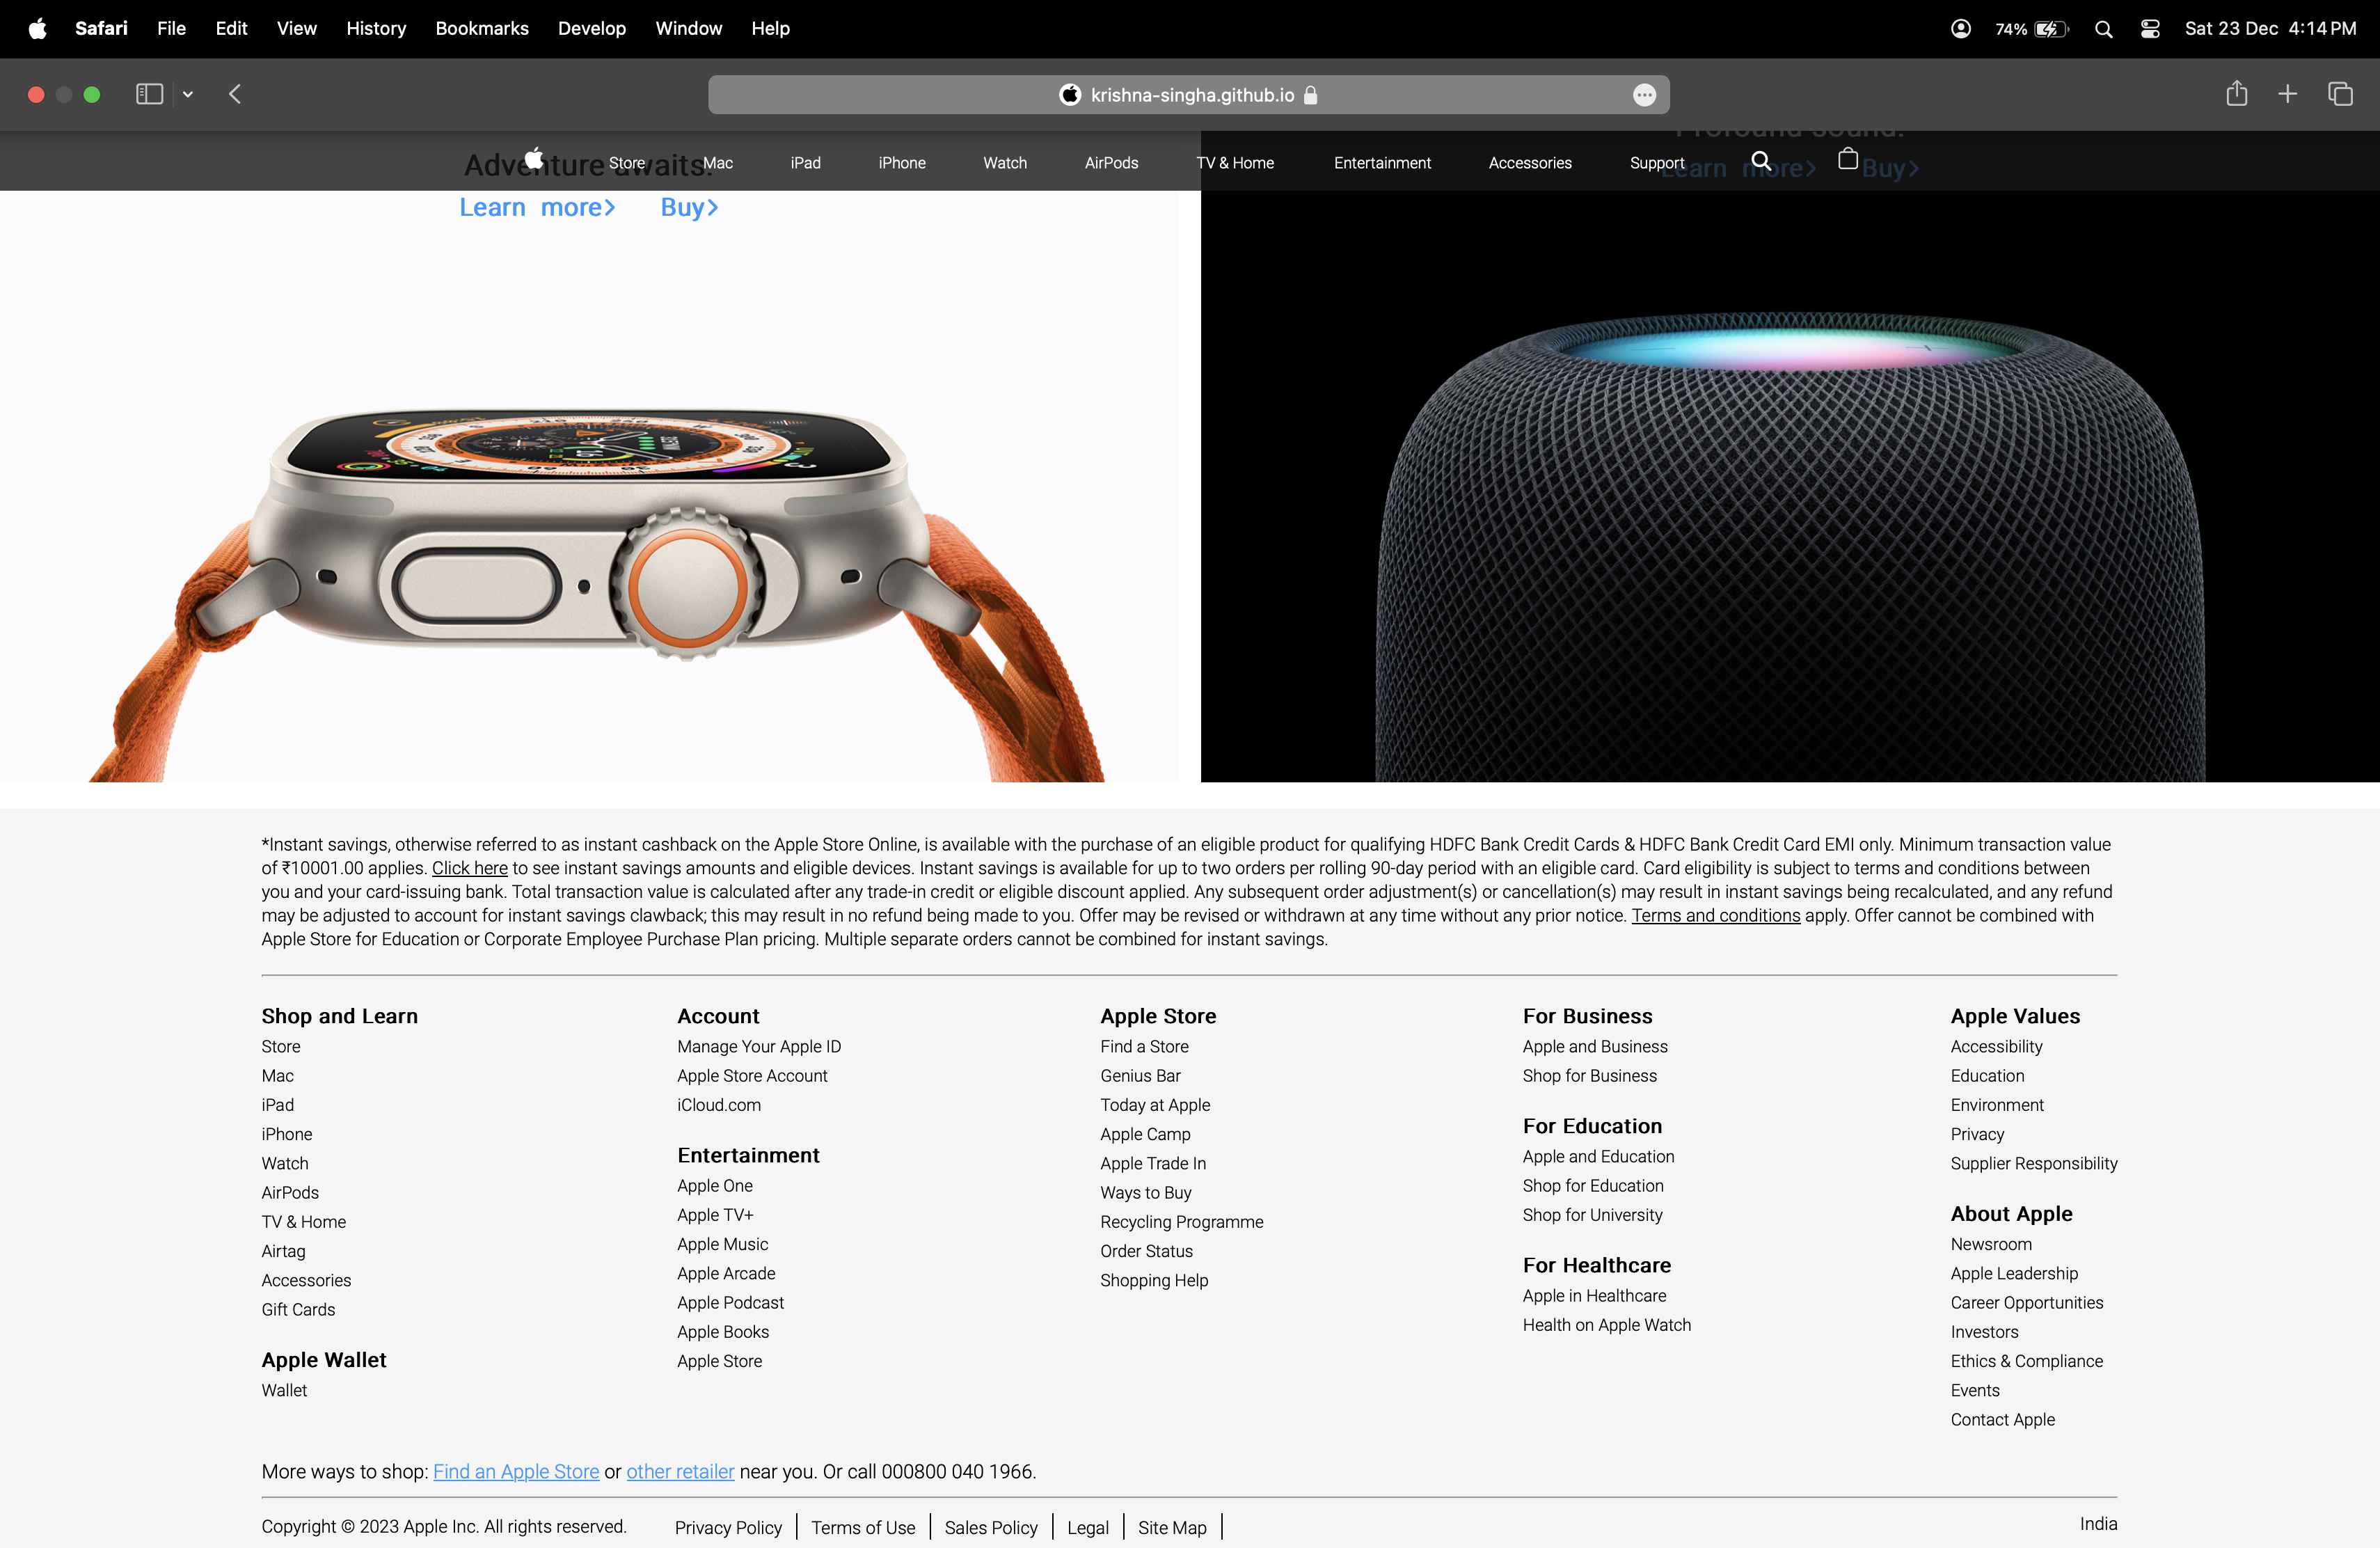 Safari File Edit View History Bookmarks Develop Window Help 74% Sat 23 Dec 4:14 PM
krishna-singha.github.io
Profound sound.
Adventure awaits.
Store Mac iPad iPhone Watch AirPods TV & Home Entertainment Accessories Support
Learn more> Buy>
Learn more> Buy>
*Instant savings, otherwise referred to as instant cashback on the Apple Store Online, is available with the purchase of an eligible product for qualifying HDFC Bank Credit Cards & HDFC Bank Credit Card EMI only. Minimum transaction value
of ₹10001.00 applies. Click here to see instant savings amounts and eligible devices. Instant savings is available for up to two orders per rolling 90-day period with an eligible card. Card eligibility is subject to terms and conditions between
you and your card-issuing bank. Total transaction value is calculated after any trade-in credit or eligible discount applied. Any subsequent order adjustment(s) or cancellation(s) may result in instant savings being recalculated, and any refund
may be adjusted to account for instant savings clawback; this may result in no refund being made to you. Offer may be revised or withdrawn at any time without any prior notice. Terms and conditions apply. Offer cannot be combined with
Apple Store for Education or Corporate Employee Purchase Plan pricing. Multiple separate orders cannot be combined for instant savings.
Shop and Learn
Store
Mac
iPad
iPhone
Watch
AirPods
TV & Home
Airtag
Accessories
Gift Cards
Apple Wallet
Wallet
Account
Manage Your Apple ID
Apple Store Account
iCloud.com
Entertainment
Apple One
Apple TV+
Apple Music
Apple Arcade
Apple Podcast
Apple Books
Apple Store
Apple Store
Find a Store
Genius Bar
Today at Apple
Apple Camp
Apple Trade In
Ways to Buy
Recycling Programme
Order Status
Shopping Help
For Business
Apple and Business
Shop for Business
For Education
Apple and Education
Shop for Education
Shop for University
For Healthcare
Apple in Healthcare
Health on Apple Watch
Apple Values
Accessibility
Education
Environment
Privacy
Supplier Responsibility
About Apple
Newsroom
Apple Leadership
Career Opportunities
Investors
Ethics & Compliance
Events
Contact Apple
More ways to shop: Find an Apple Store or other retailer near you. Or call 000800 040 1966.
Copyright © 2023 Apple Inc. All rights reserved. Privacy Policy | Terms of Use | Sales Policy | Legal | Site Map | India